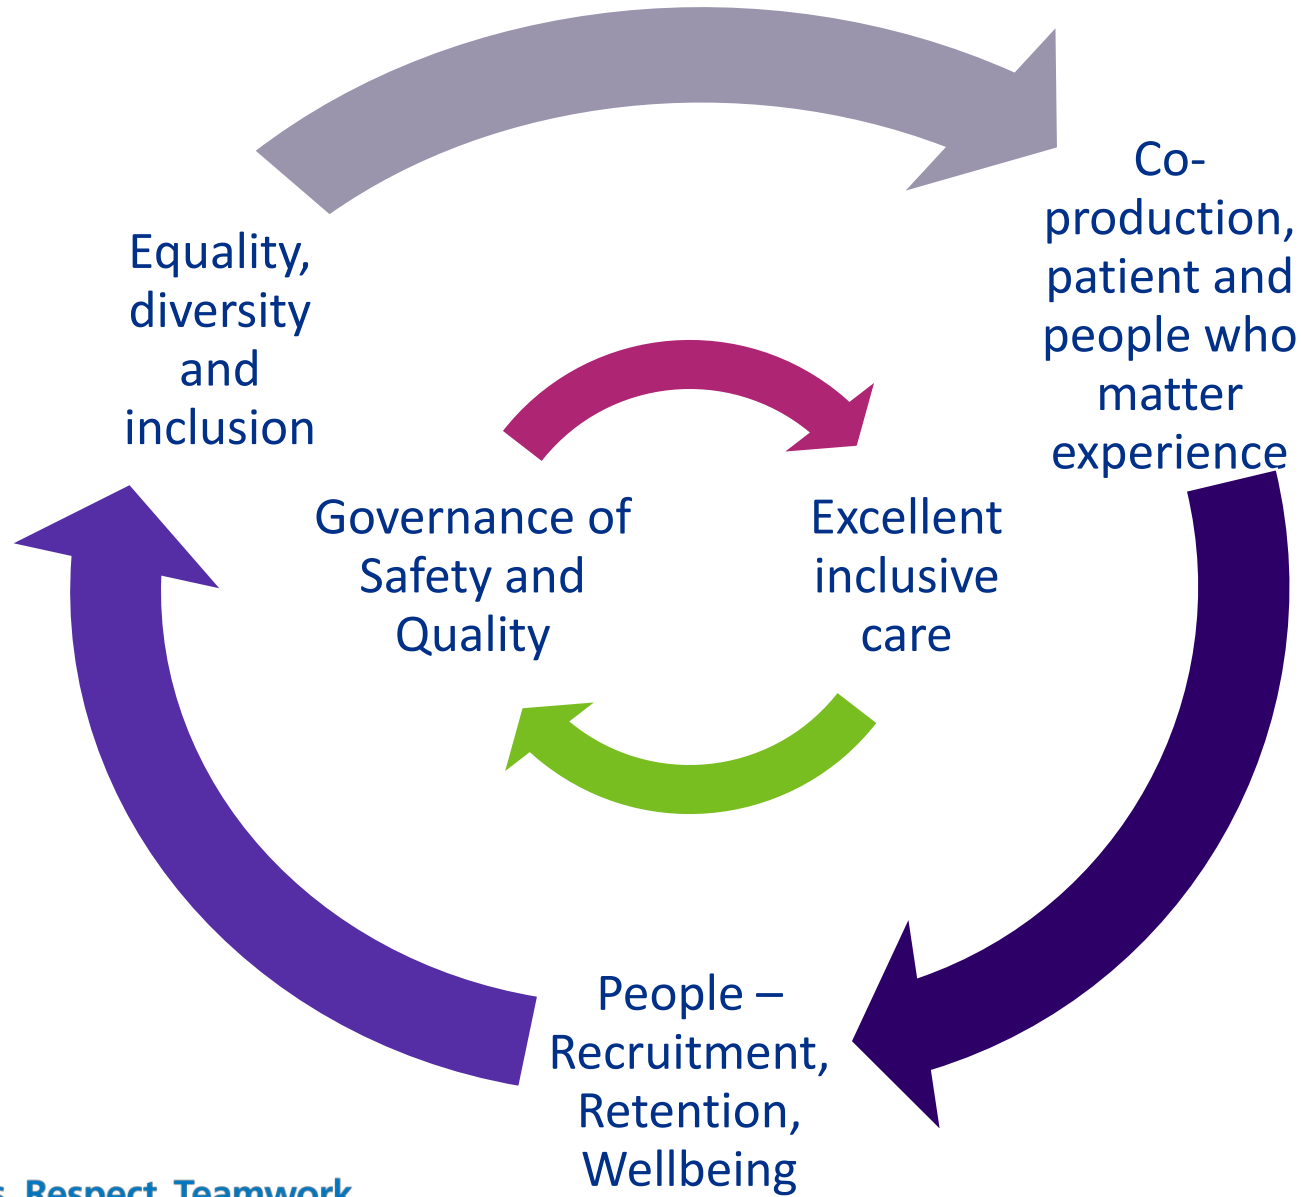 Equality,
diversity
and
inclusion
Co-
production,
patient and
people who
matter
experience
Governance of
Safety and
Quality
Excellent
inclusive
care
People –
Recruitment,
Retention,
Wellbeing
Respect Teamwork